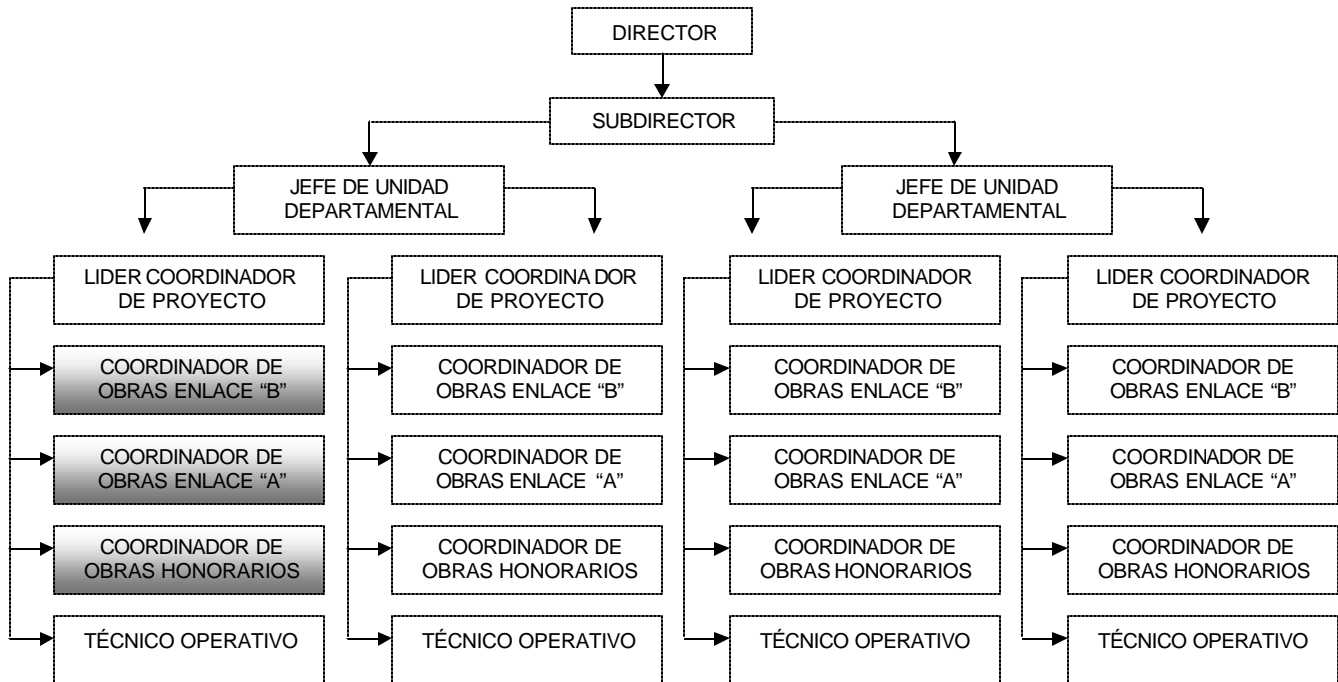 DIRECTOR
SUBDIRECTOR
JEFE DE UNIDAD
DEPARTAMENTAL
JEFE DE UNIDAD
DEPARTAMENTAL
LIDER COORDINADOR
DE PROYECTO
LIDER COORDINADOR
DE PROYECTO
LIDER COORDINADOR
DE PROYECTO
LIDER COORDINADOR
DE PROYECTO
COORDINADOR DE
OBRAS ENLACE “B”
COORDINADOR DE
OBRAS ENLACE “B”
COORDINADOR DE
OBRAS ENLACE “B”
COORDINADOR DE
OBRAS ENLACE “B”
COORDINADOR DE
OBRAS ENLACE “A”
COORDINADOR DE
OBRAS ENLACE “A”
COORDINADOR DE
OBRAS ENLACE “A”
COORDINADOR DE
OBRAS ENLACE “A”
COORDINADOR DE
OBRAS HONORARIOS
COORDINADOR DE
OBRAS HONORARIOS
COORDINADOR DE
OBRAS HONORARIOS
COORDINADOR DE
OBRAS HONORARIOS
TÉCNICO OPERATIVO
TÉCNICO OPERATIVO
TÉCNICO OPERATIVO
TÉCNICO OPERATIVO